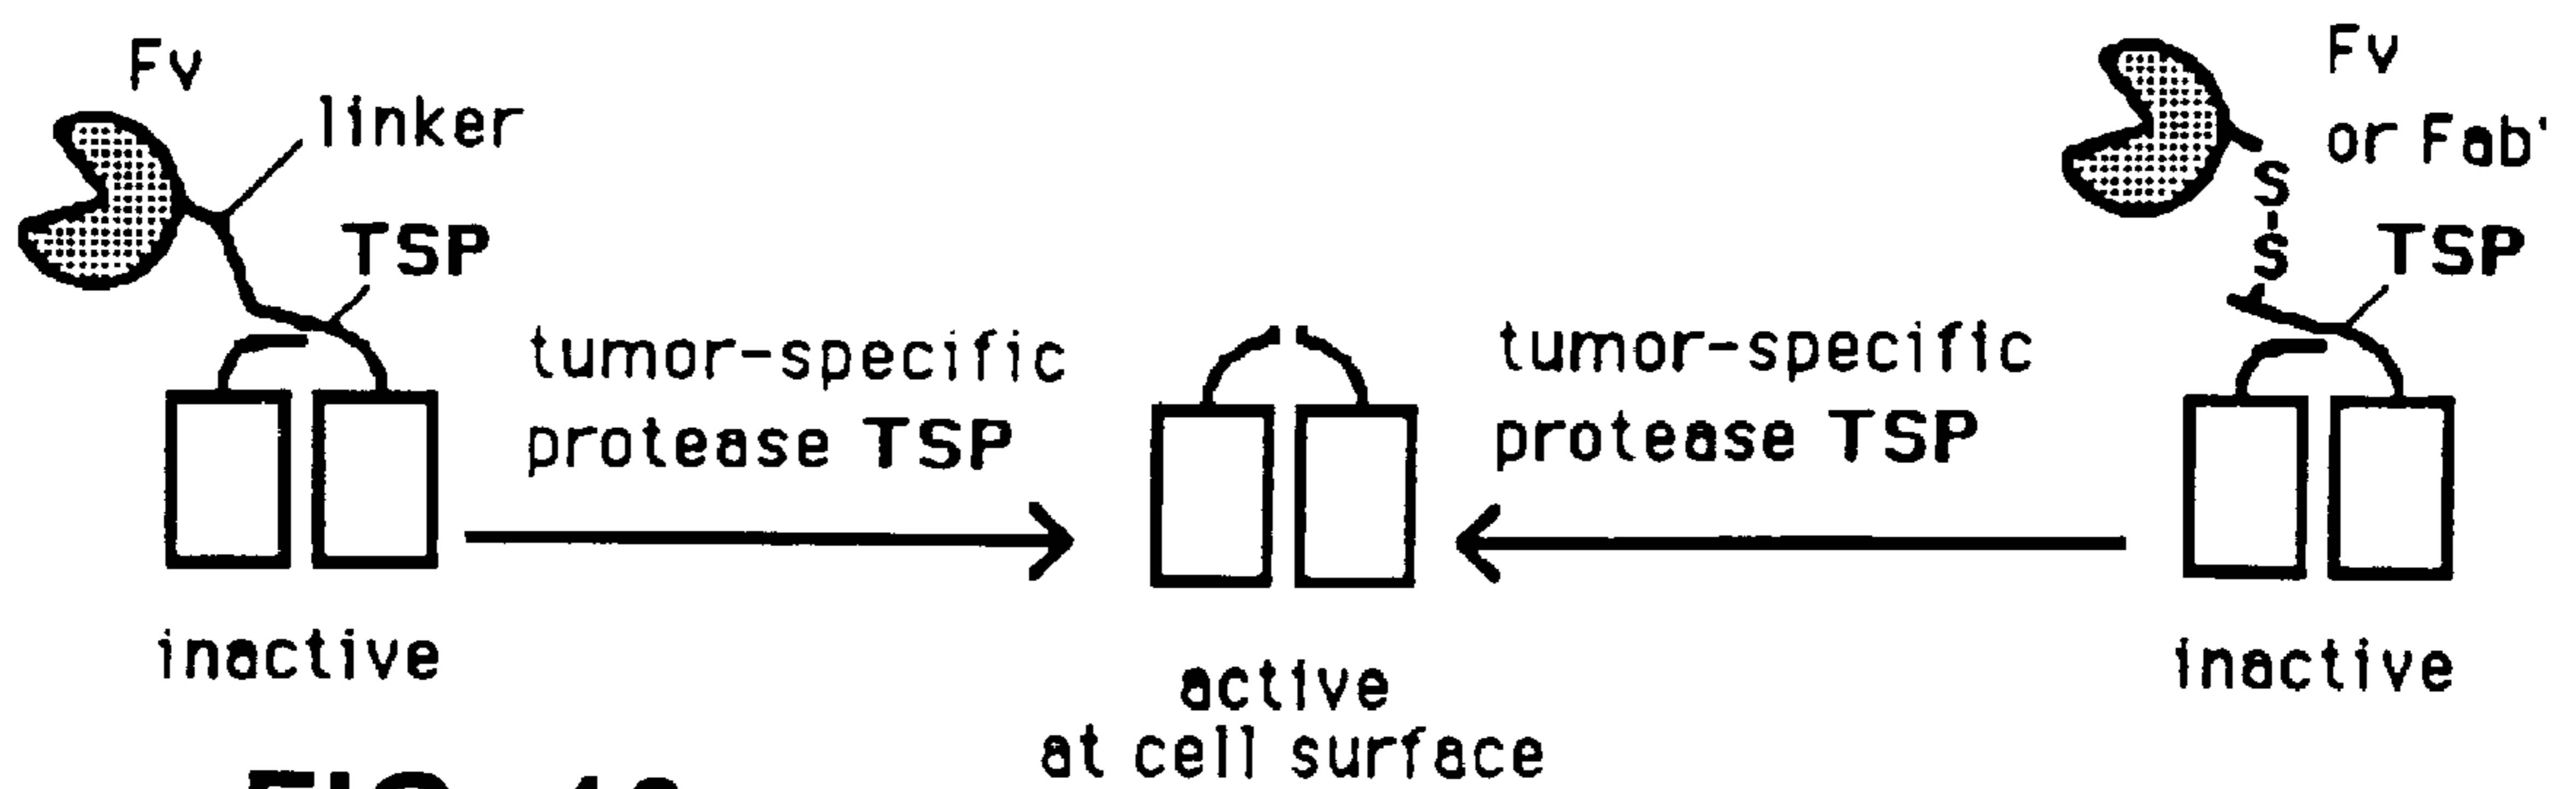 Fv
linker
TSP
tumor-specific
protease TSP
inactive
active
at cell surface
tumor-specific
protease TSP
Fv
or Fab'
S
S
TSP
inactive